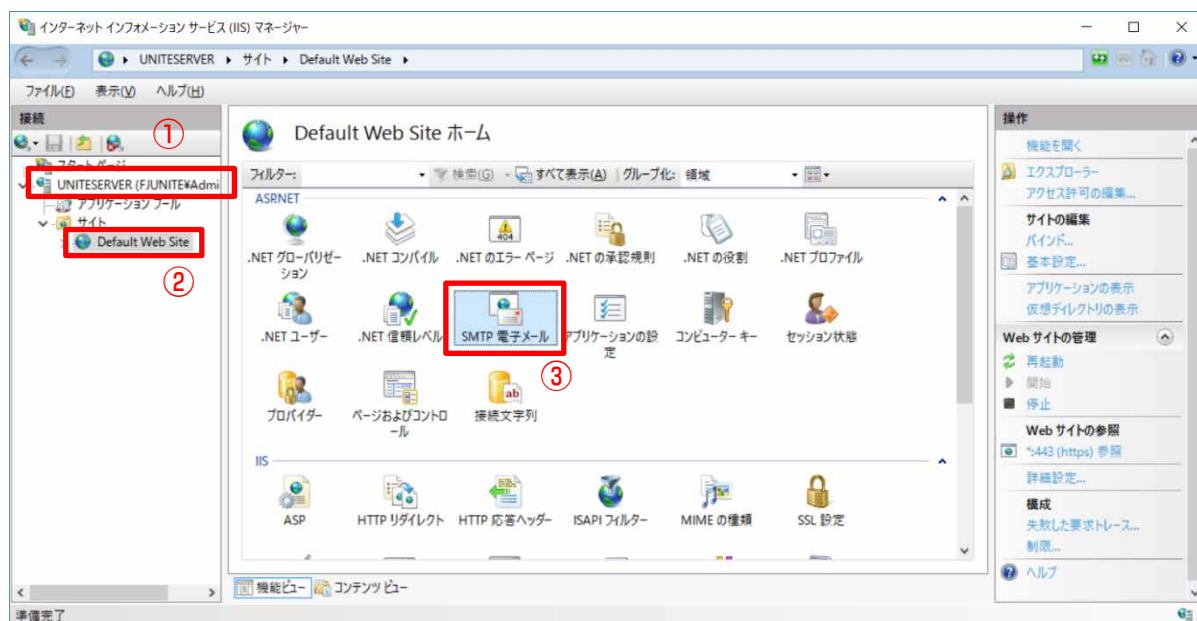 インターネット インフォメーション サービス (IIS) マネージャー
UNITESERVER ▸ サイト ▸ Default Web Site ▸
ファイル(F) 表示(V) ヘルプ(H)
接続
①
スタート ページ
UNITESERVER (FJUNITE¥Admi
アプリケーション プール
サイト
Default Web Site
②
Default Web Site ホーム
フィルター: 検索(G) すべて表示(A) グループ化: 領域
ASP.NET
.NET グローバリゼーション
.NET コンパイル
.NET のエラー ページ
.NET の承認規則
.NET の役割
.NET プロファイル
.NET ユーザー
.NET 信頼レベル
SMTP 電子メール
アプリケーションの設定
コンピューター キー
セッション状態
③
プロバイダー
ページおよびコントロール
接続文字列
IIS
ASP
HTTP リダイレクト
HTTP 応答ヘッダー
ISAPI フィルター
MIME の種類
SSL 設定
機能ビュー コンテンツ ビュー
操作
機能を開く
エクスプローラー
アクセス許可の編集...
サイトの編集
バインド...
基本設定...
アプリケーションの表示
仮想ディレクトリの表示
Web サイトの管理
再起動
開始
停止
Web サイトの参照
*:443 (https) 参照
詳細設定...
構成
失敗した要求トレース...
制限...
ヘルプ
準備完了